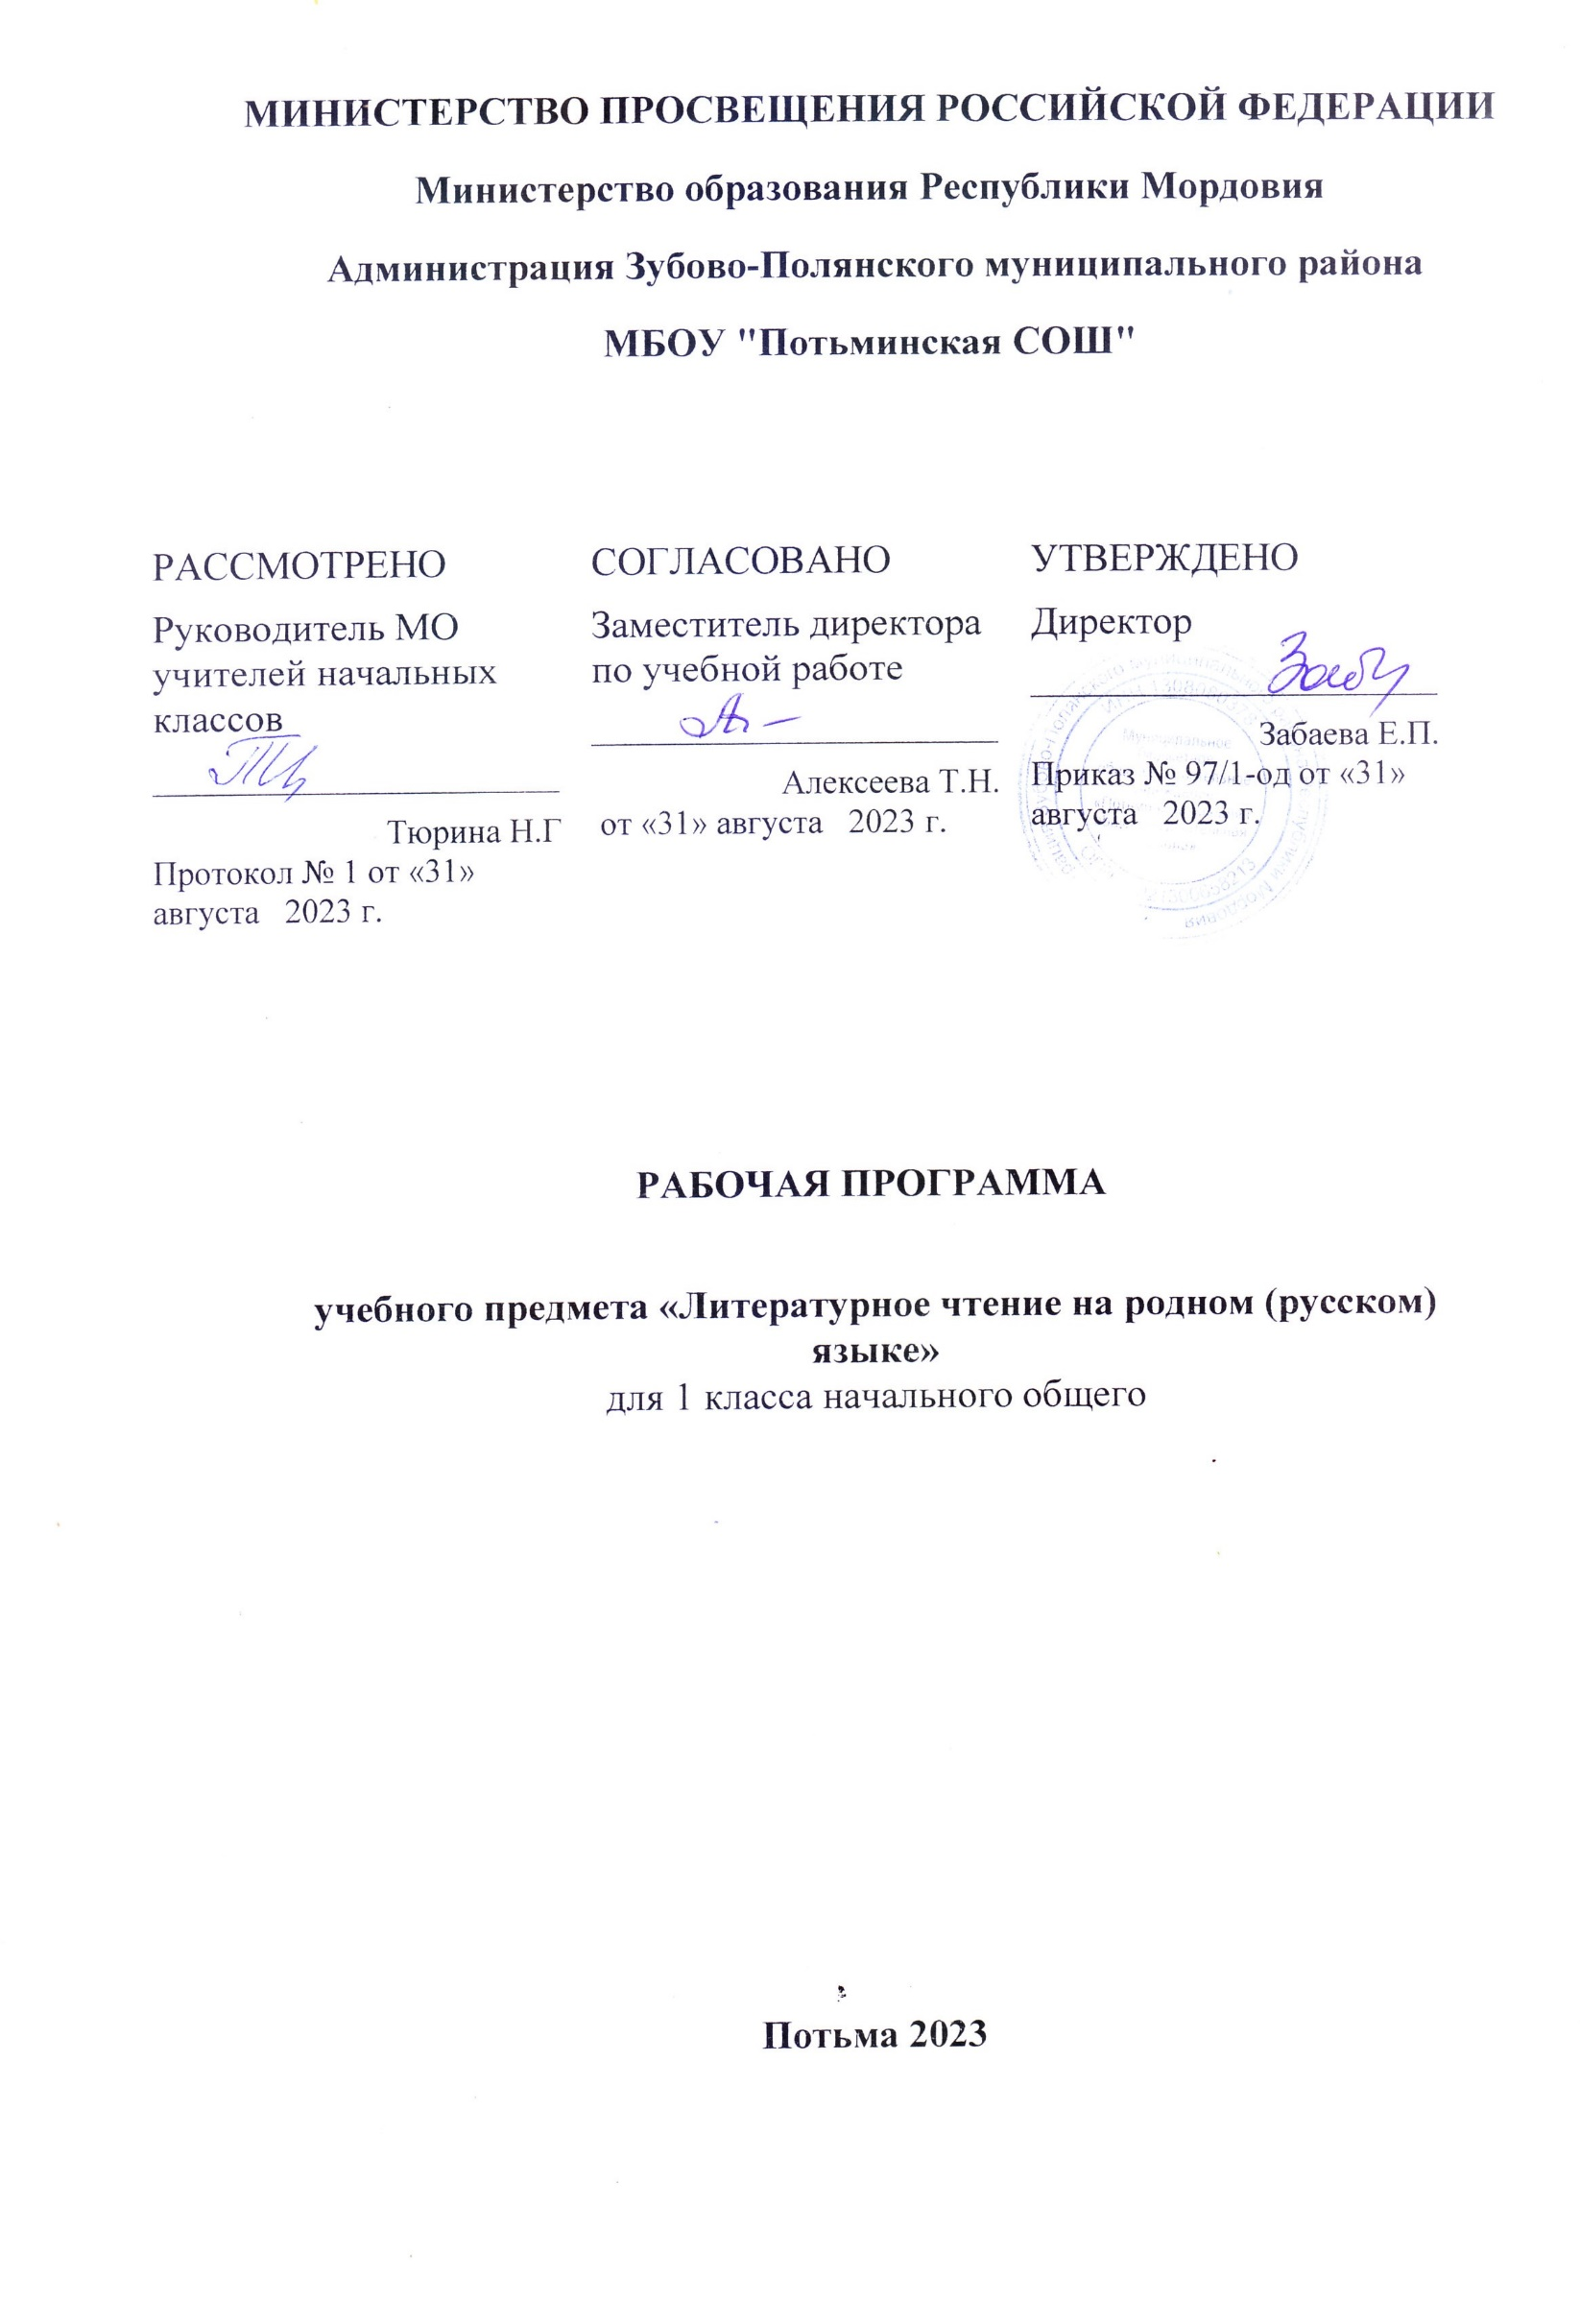 МИНИСТЕРСТВО ПРОСВЕЩЕНИЯ РОССИЙСКОЙ ФЕДЕРАЦИИ
Министерство образования Республики Мордовия
Администрация Зубово-Полянского муниципального района
МБОУ "Потьминская СОШ"
РАССМОТРЕНО
Руководитель МО
учителей начальных
классов
Тюрина Н.Г
Протокол № 1 от «31»
августа 2023 г.
СОГЛАСОВАНО
Заместитель директора
по учебной работе
Алексеева Т.Н.
от «31» августа 2023 г.
УТВЕРЖДЕНО
Директор
Забаева Е.П.
Приказ № 97/1-од от «31»
августа 2023 г.
Муниципальное
РАБОЧАЯ ПРОГРАММА
учебного предмета «Литературное чтение на родном (русском)
языке»
для 1 класса начального общего
Потьма 2023